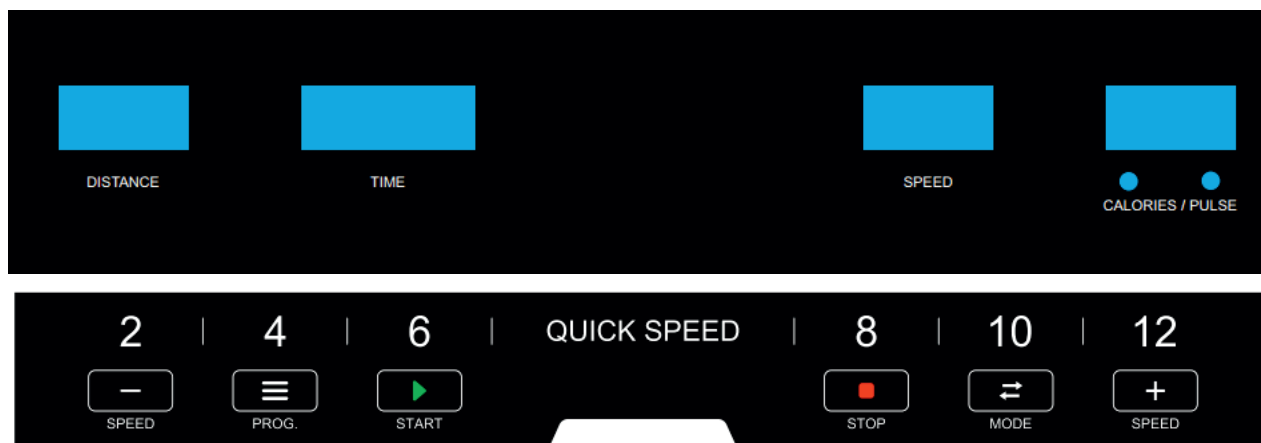 DISTANCE
TIME
SPEED
CALORIES / PULSE
2 | 4 | 6 | QUICK SPEED | 8 | 10 | 12
SPEED
PROG.
START
STOP
MODE
SPEED